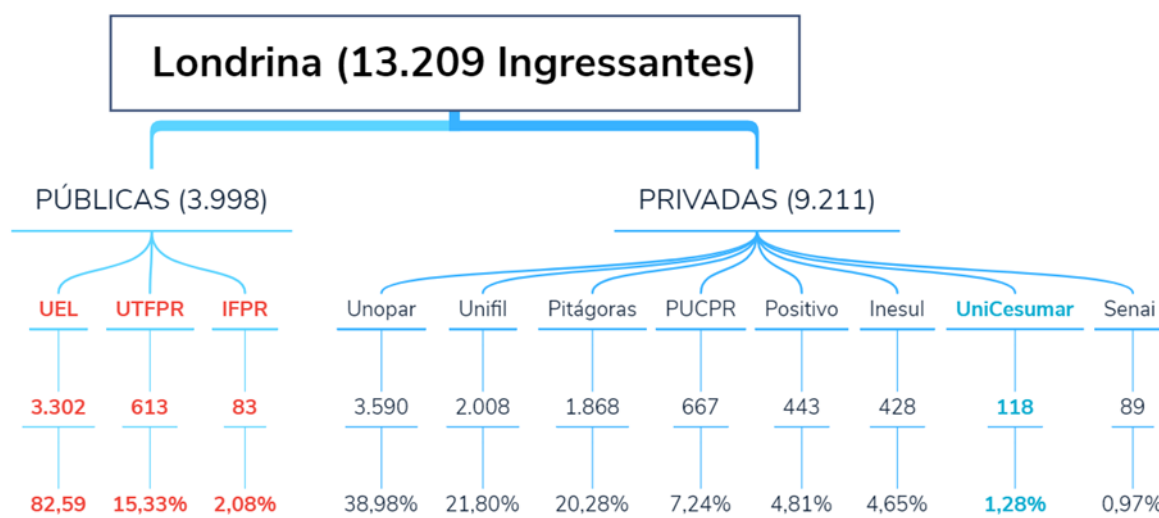 Londrina (13.209 Ingressantes)
PÚBLICAS (3.998) PRIVADAS (9.211)
UEL UTFPR IFPR Unopar Unifil Pitágoras PUCPR Positivo Inesul UniCesumar Senai
3.302 613 83 3.590 2.008 1.868 667 443 428 118 89
82,59 15,33% 2,08% 38,98% 21,80% 20,28% 7,24% 4,81% 4,65% 1,28% 0,97%